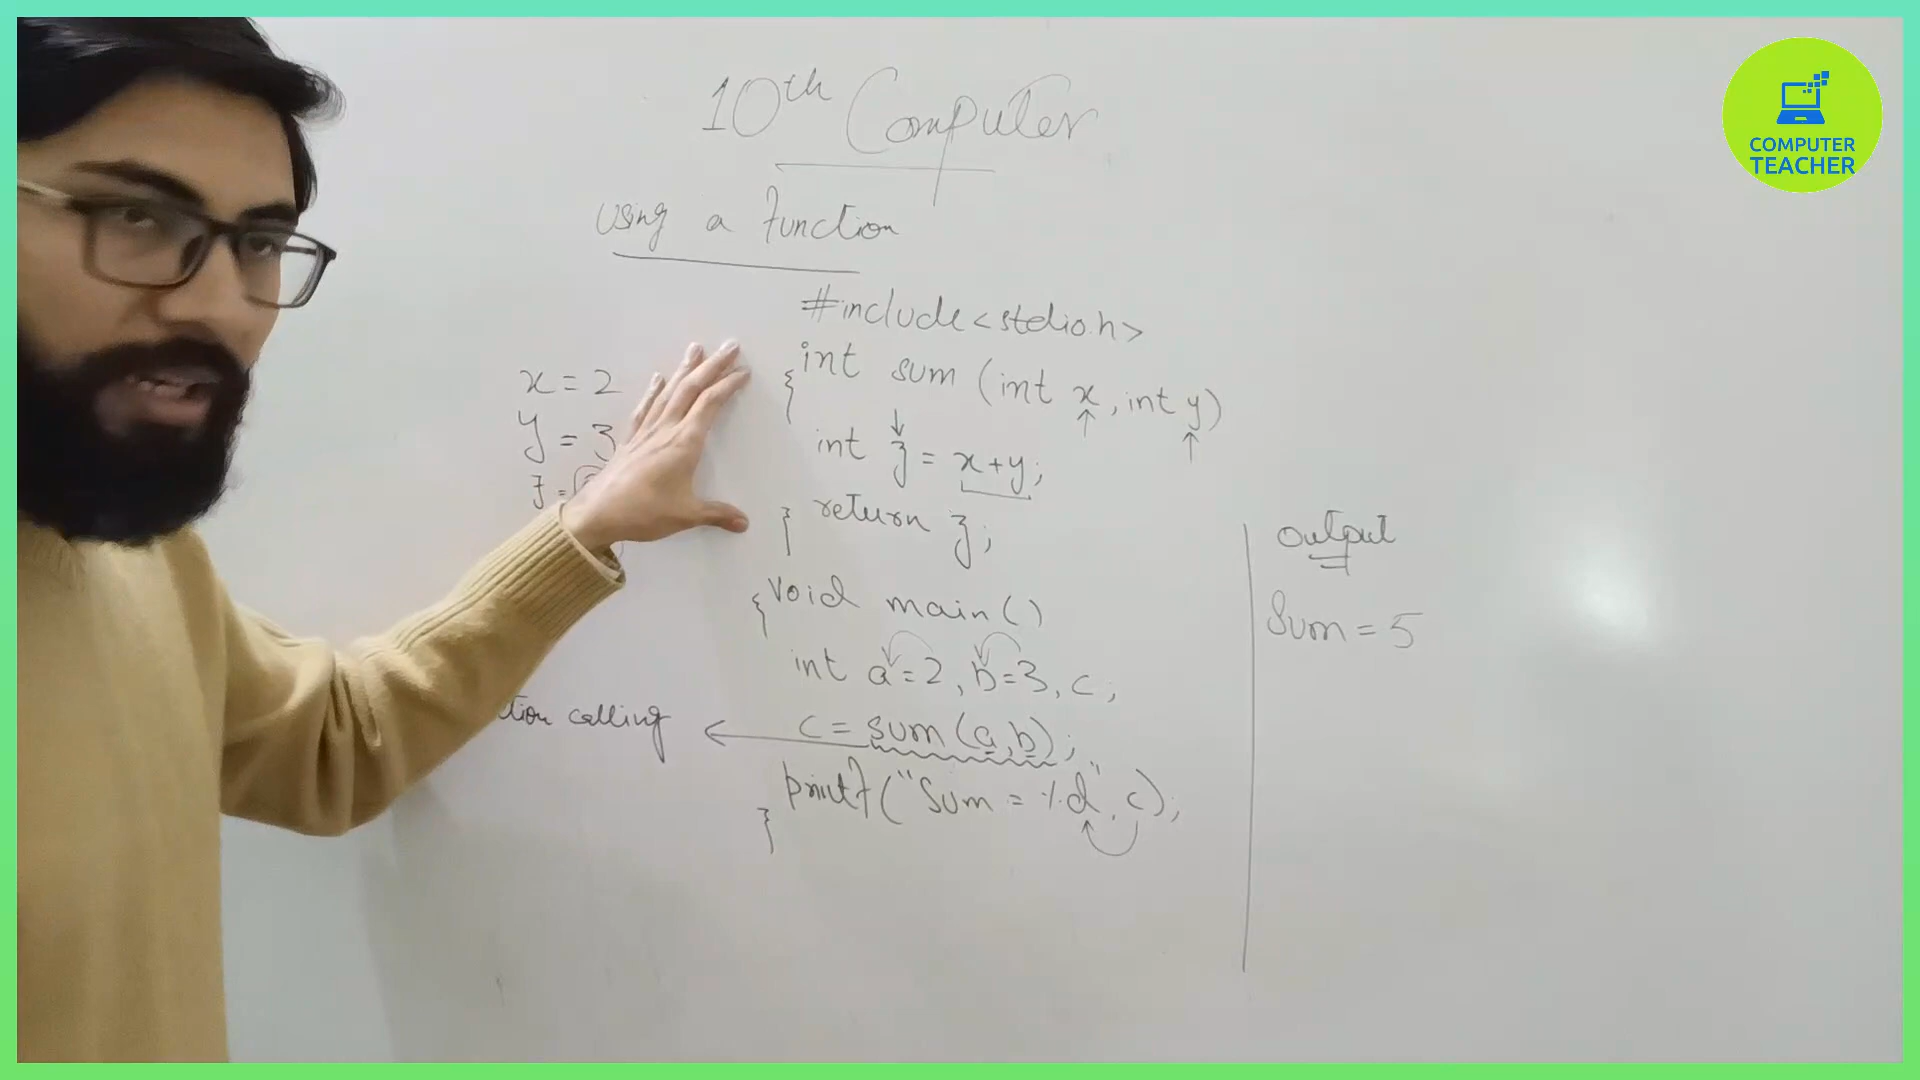 10th Computer
using a function
#include<stdio.h>
{int sum (int x, int y)
int z = x+y;
} return z;
{void main()
int a=2, b=3, c;
c = sum(a,b);
printf("Sum = %d", c);
}
x = 2
y = 3
z =
calling
output
Sum = 5
COMPUTER
TEACHER